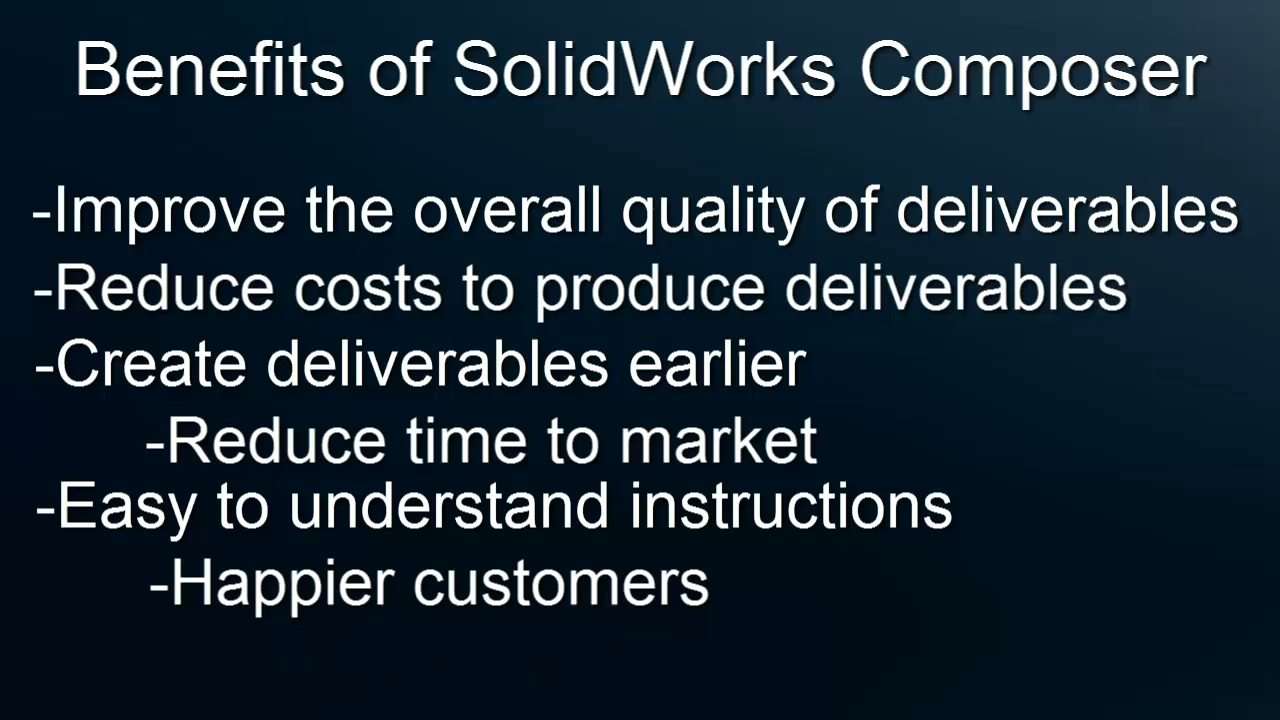 Benefits of SolidWorks Composer
-Improve the overall quality of deliverables
-Reduce costs to produce deliverables
-Create deliverables earlier
-Reduce time to market
-Easy to understand instructions
-Happier customers